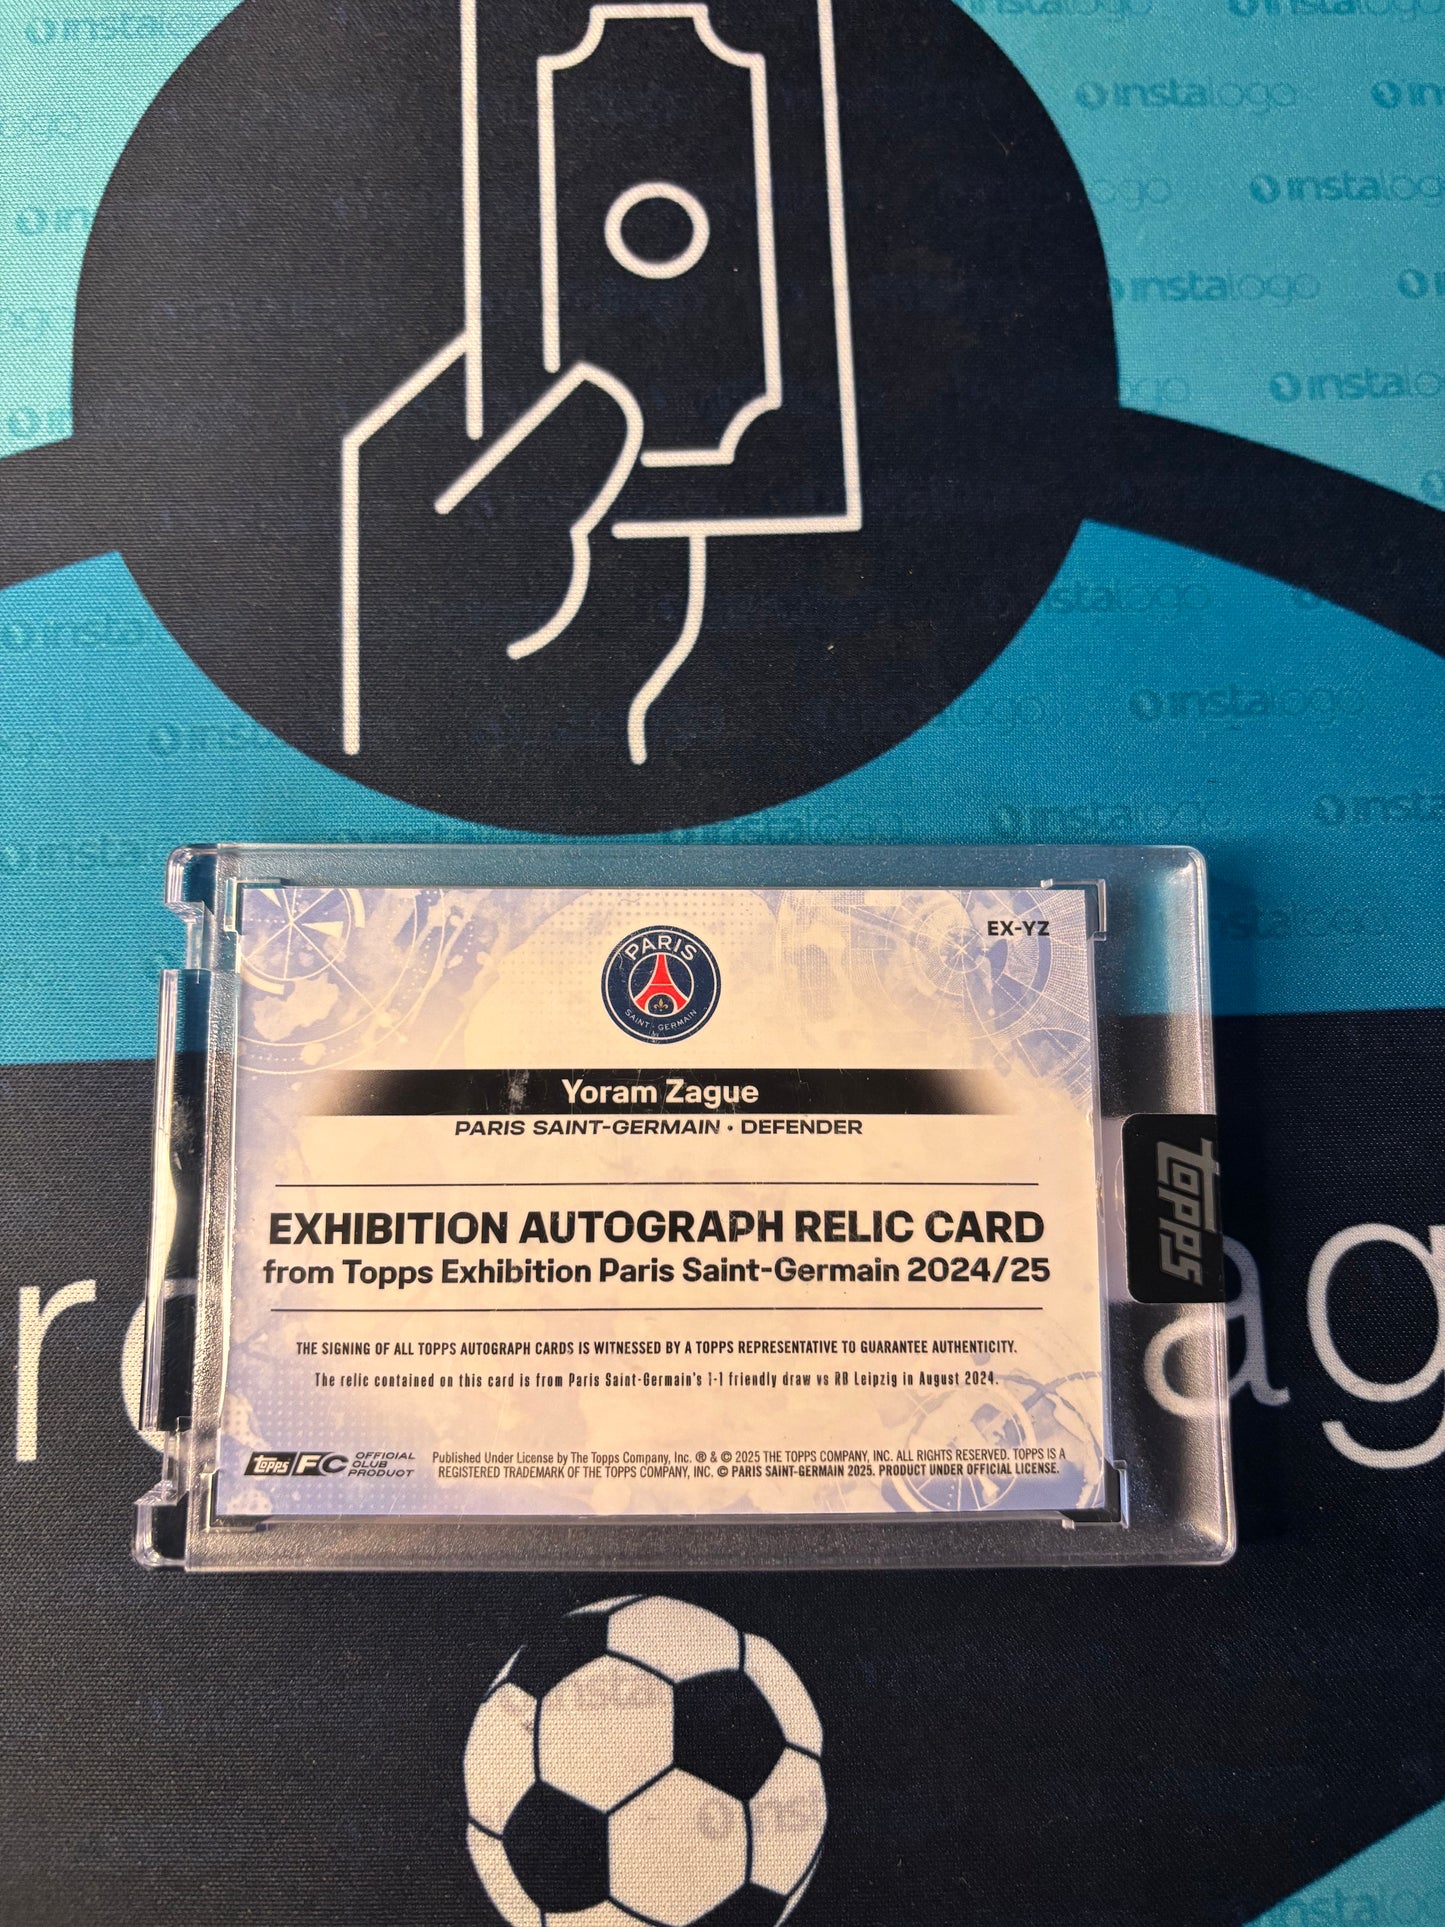 instalogo
instalogo
instalogo
instalogo
EX-YZ
PARIS
SAINT-GERMAIN
Yoram Zague
PARIS SAINT-GERMAIN • DEFENDER
Topps
EXHIBITION AUTOGRAPH RELIC CARD
from Topps Exhibition Paris Saint-Germain 2024/25
THE SIGNING OF ALL TOPPS AUTOGRAPH CARDS IS WITNESSED BY A TOPPS REPRESENTATIVE TO GUARANTEE AUTHENTICITY.
The relic contained on this card is from Paris Saint-Germain's 1-1 friendly draw vs RB Leipzig in August 2024.
Topps FC OFFICIAL CLUB PRODUCT
Published Under License by The Topps Company, Inc. ® & © 2025 THE TOPPS COMPANY, INC. ALL RIGHTS RESERVED. TOPPS IS A
REGISTERED TRADEMARK OF THE TOPPS COMPANY, INC. © PARIS SAINT-GERMAIN 2025. PRODUCT UNDER OFFICIAL LICENSE.